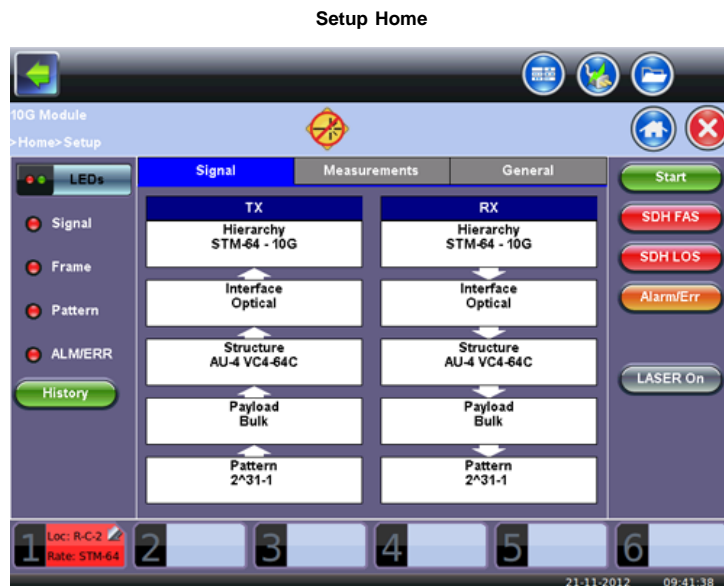 Setup Home
10G Module
>Home>Setup
LEDs
Signal
Frame
Pattern
ALM/ERR
History
Signal
Measurements
General
TX
Hierarchy
STM-64 - 10G
Interface
Optical
Structure
AU-4 VC4-64C
Payload
Bulk
Pattern
2^31-1
RX
Hierarchy
STM-64 - 10G
Interface
Optical
Structure
AU-4 VC4-64C
Payload
Bulk
Pattern
2^31-1
Start
SDH FAS
SDH LOS
Alarm/Err
LASER On
1
Loc: R-C-2
Rate: STM-64
2
3
4
5
6
21-11-2012 09:41:38